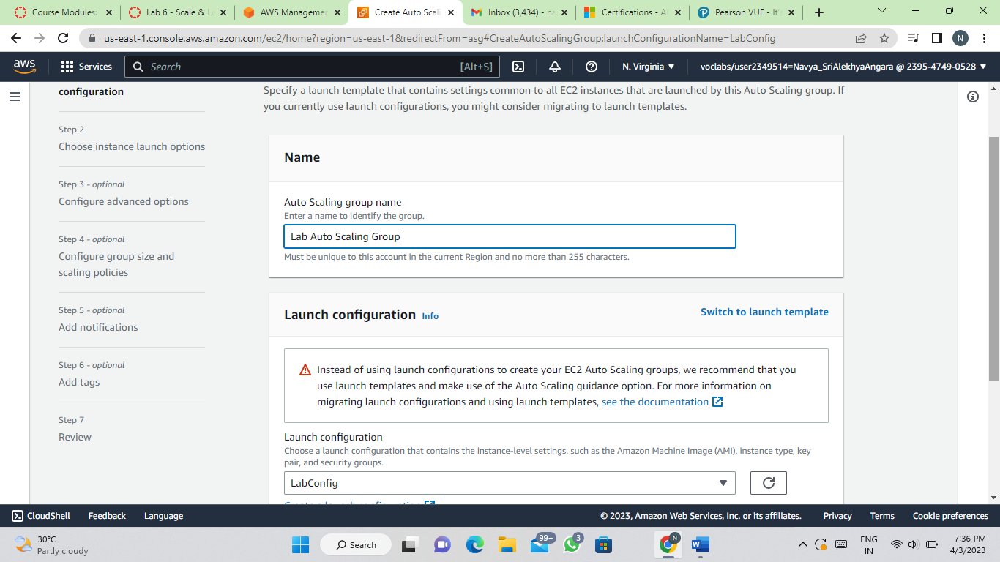 Course Modules:
Lab 6 - Scale & L
AWS Managemen
Create Auto Scali
Inbox (3,434) - na
Certifications - A
Pearson VUE - It's
us-east-1.console.aws.amazon.com/ec2/home?region=us-east-1&redirectFrom=asg#CreateAutoScalingGroup:launchConfigurationName=LabConfig
N
aws
Services
Search
[Alt+S]
N. Virginia
voclabs/user2349514=Navya_SriAlekhyaAngara @ 2395-4749-0528
configuration
Step 2
Choose instance launch options
Step 3 - optional
Configure advanced options
Step 4 - optional
Configure group size and
scaling policies
Step 5 - optional
Add notifications
Step 6 - optional
Add tags
Step 7
Review
Specify a launch template that contains settings common to all EC2 instances that are launched by this Auto Scaling group. If
you currently use launch configurations, you might consider migrating to launch templates.
Name
Auto Scaling group name
Enter a name to identify the group.
Lab Auto Scaling Group
Must be unique to this account in the current Region and no more than 255 characters.
Launch configuration Info
Switch to launch template
Instead of using launch configurations to create your EC2 Auto Scaling groups, we recommend that you
use launch templates and make use of the Auto Scaling guidance option. For more information on
migrating launch configurations and using launch templates, see the documentation
Launch configuration
Choose a launch configuration that contains the instance-level settings, such as the Amazon Machine Image (AMI), instance type, key
pair, and security groups.
LabConfig
Create a launch configuration
CloudShell
Feedback
Language
© 2023, Amazon Web Services, Inc. or its affiliates.
Privacy
Terms
Cookie preferences
30°C
Partly cloudy
Search
99+
3
N
W
ENG
IN
7:36 PM
4/3/2023